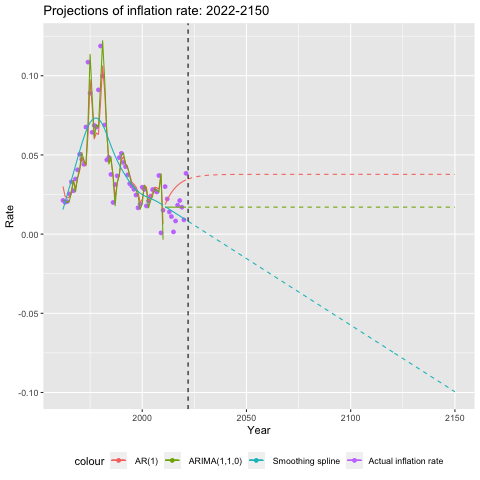 Projections of inflation rate: 2022-2150
0.10
0.05
0.00
-0.05
-0.10
Rate
2000
2050
2100
2150
Year
colour AR(1) ARIMA(1,1,0) Smoothing spline Actual inflation rate